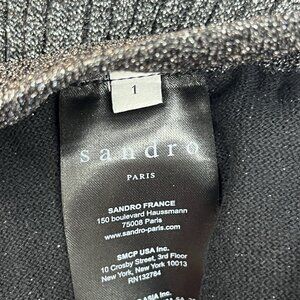 1
sandro
PARIS
SANDRO FRANCE
150 boulevard Haussmann
75008 Paris
www.sandro-paris.com
SMCP USA Inc.
10 Crosby Street, 3rd Floor
New York, New York
10013
RN132784
ASIA